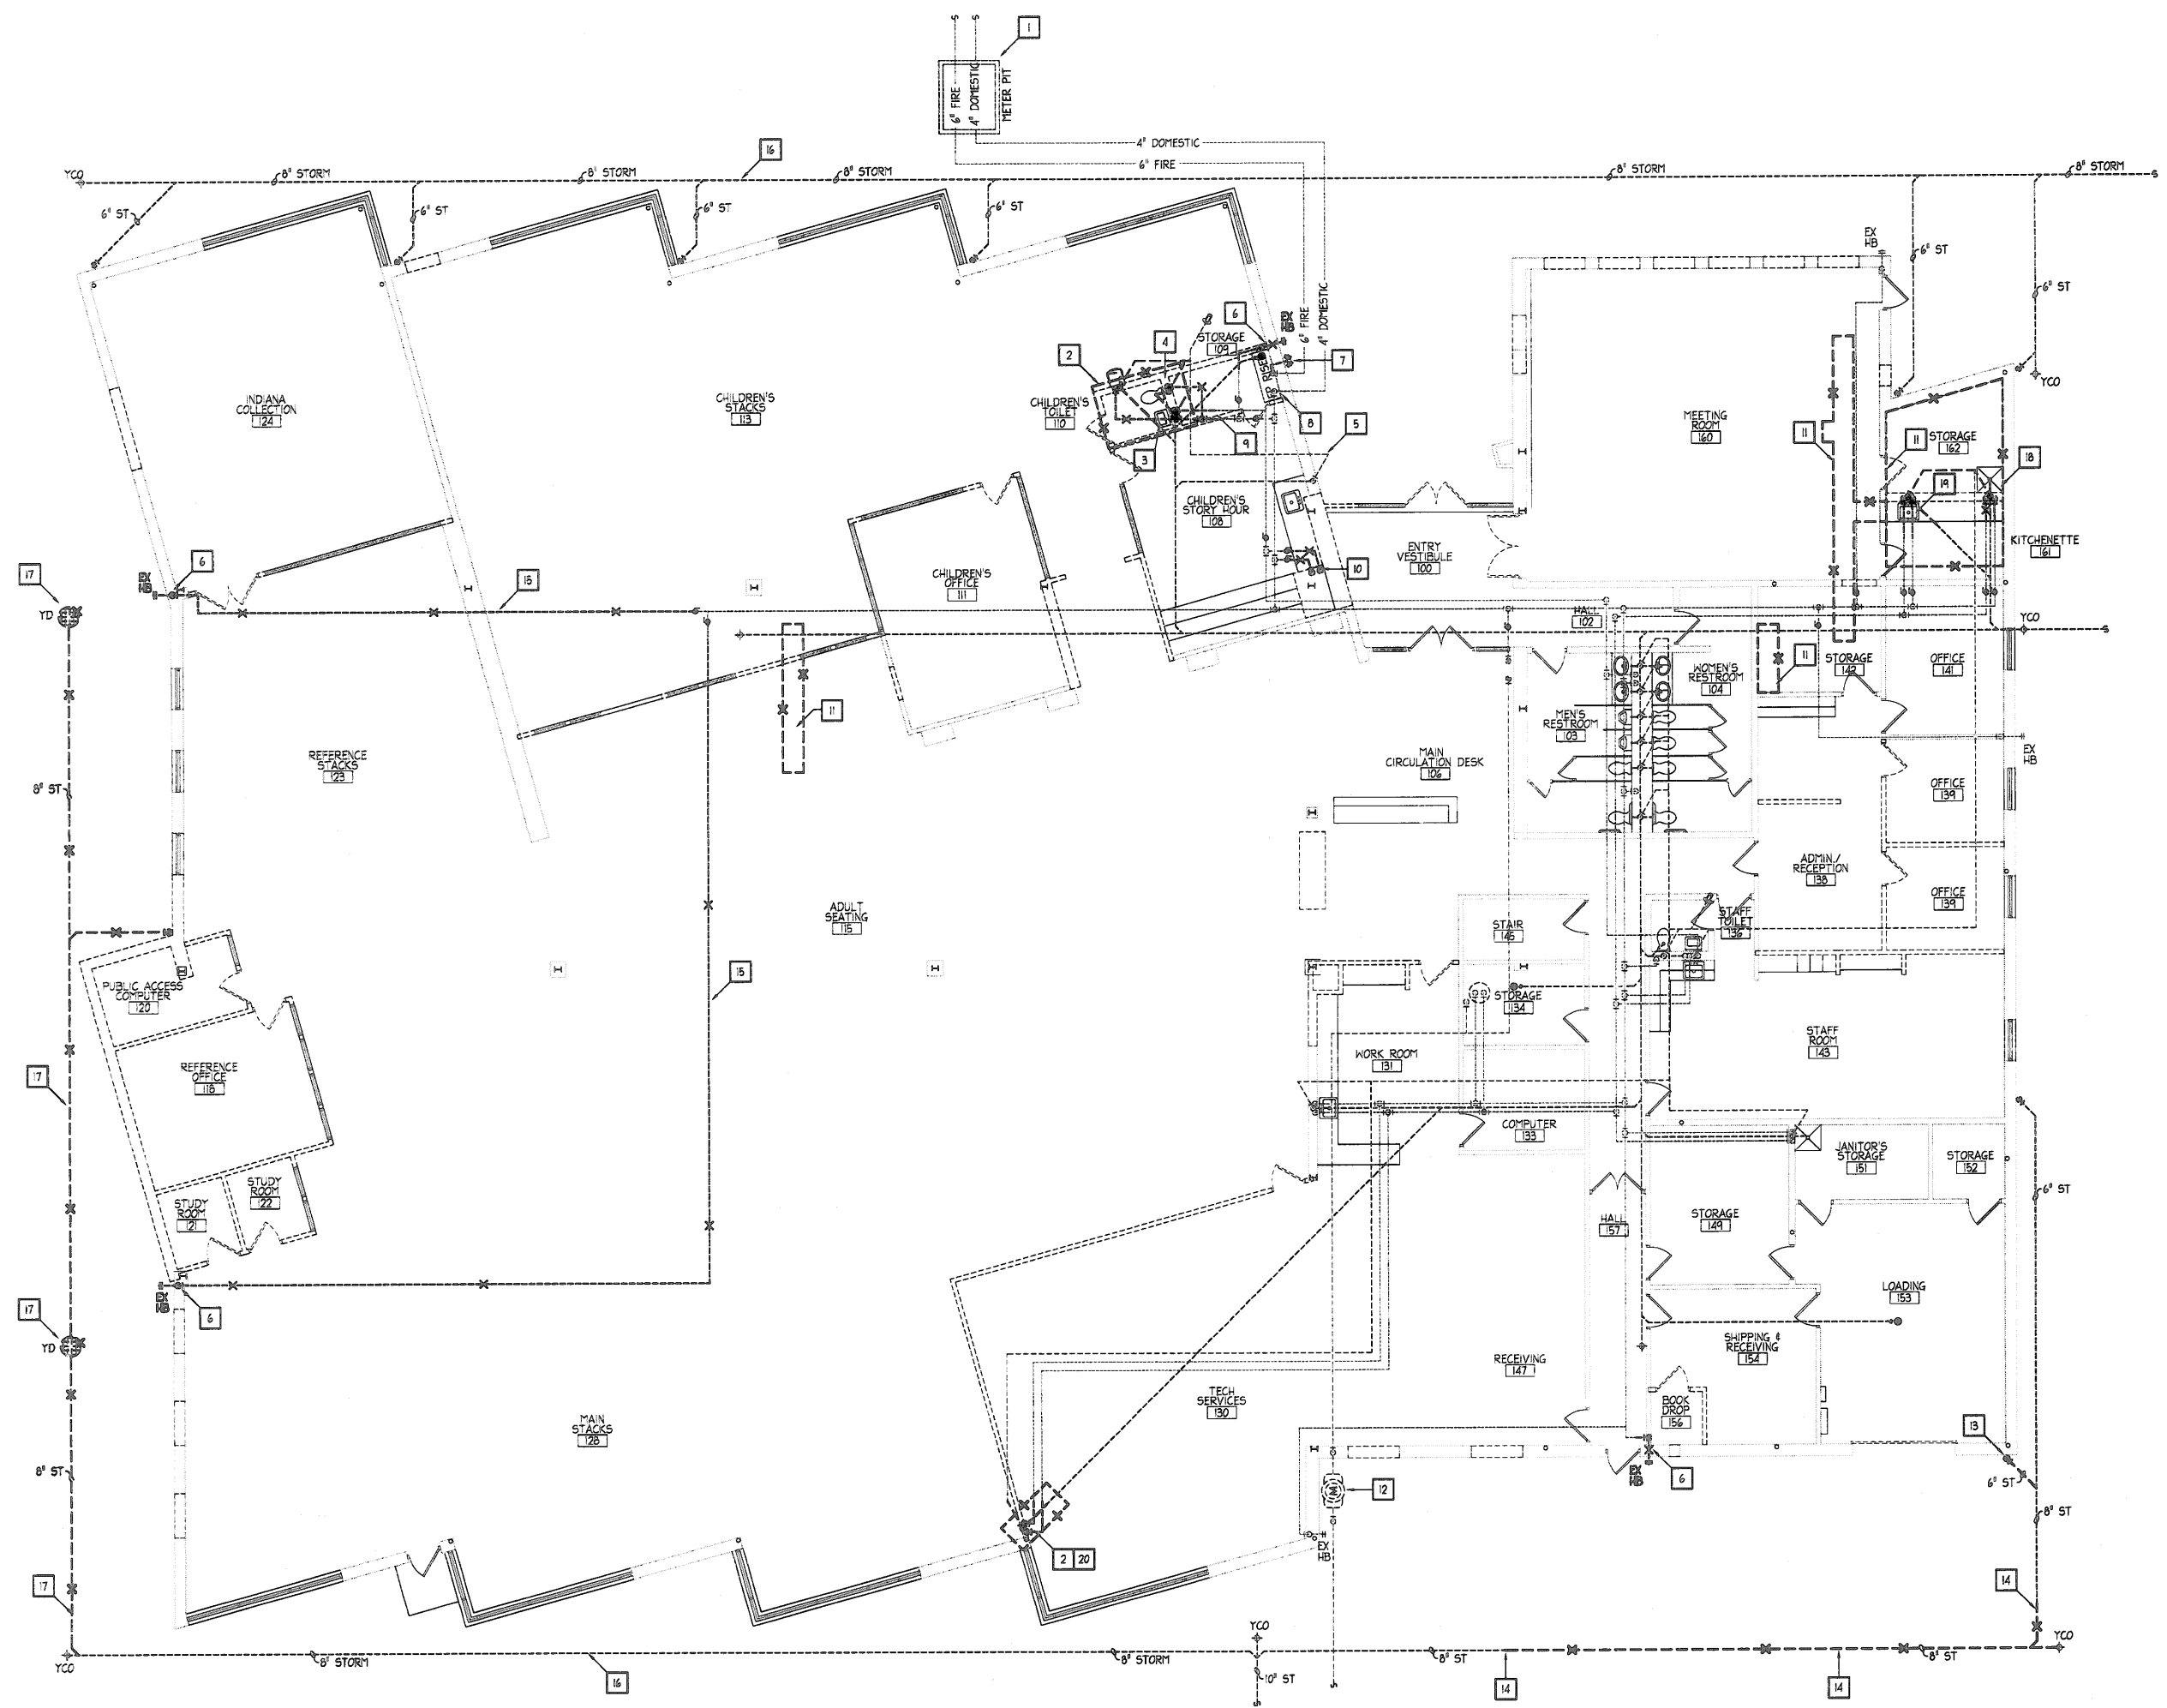 S S
1
6" FIRE
4" DOMESTIC
METER PIT
16
4" DOMESTIC
6" FIRE
YCO
8" STORM
8" STORM
8" STORM
8" STORM
8" STORM
S
6" ST
6" ST
6" ST
6" ST
6" ST
6" ST
EX
HB
YCO
6
EX
HB
6" FIRE
4" DOMESTIC
2
4
STORAGE
109
RISER
7
8
5
9
3
INDIANA
COLLECTION
124
CHILDREN'S
STACKS
113
CHILDREN'S
TOILET
110
MEETING
ROOM
160
11
11
STORAGE
162
18
19
CHILDREN'S
STORY HOUR
108
ENTRY
VESTIBULE
100
KITCHENETTE
161
10
17
YD
6
EX
HB
15
CHILDREN'S
OFFICE
111
HALL
102
YCO
S
11
WOMEN'S
RESTROOM
104
11
STORAGE
142
OFFICE
141
MEN'S
RESTROOM
103
REFERENCE
STACKS
123
MAIN
CIRCULATION DESK
106
EX
HB
8" ST
OFFICE
139
ADMIN./
RECEPTION
138
OFFICE
139
ADULT
SEATING
115
STAIR
145
STAFF
TOILET
136
15
PUBLIC ACCESS
COMPUTER
120
STORAGE
134
REFERENCE
OFFICE
118
WORK ROOM
131
STAFF
ROOM
143
17
COMPUTER
133
JANITOR'S
STORAGE
151
STORAGE
152
STUDY
ROOM
122
STUDY
ROOM
121
6" ST
HALL
157
STORAGE
149
EX
HB
6
17
YD
LOADING
153
SHIPPING &
RECEIVING
154
RECEIVING
147
TECH
SERVICES
130
BOOK
DROP
156
MAIN
STACKS
128
13
8" ST
EX
HB
6
6" ST
M
12
8" ST
2 20
EX
HB
17
14
YCO
YCO
YCO
8" STORM
8" STORM
8" ST
8" ST
16
10" ST
14
14
S
S